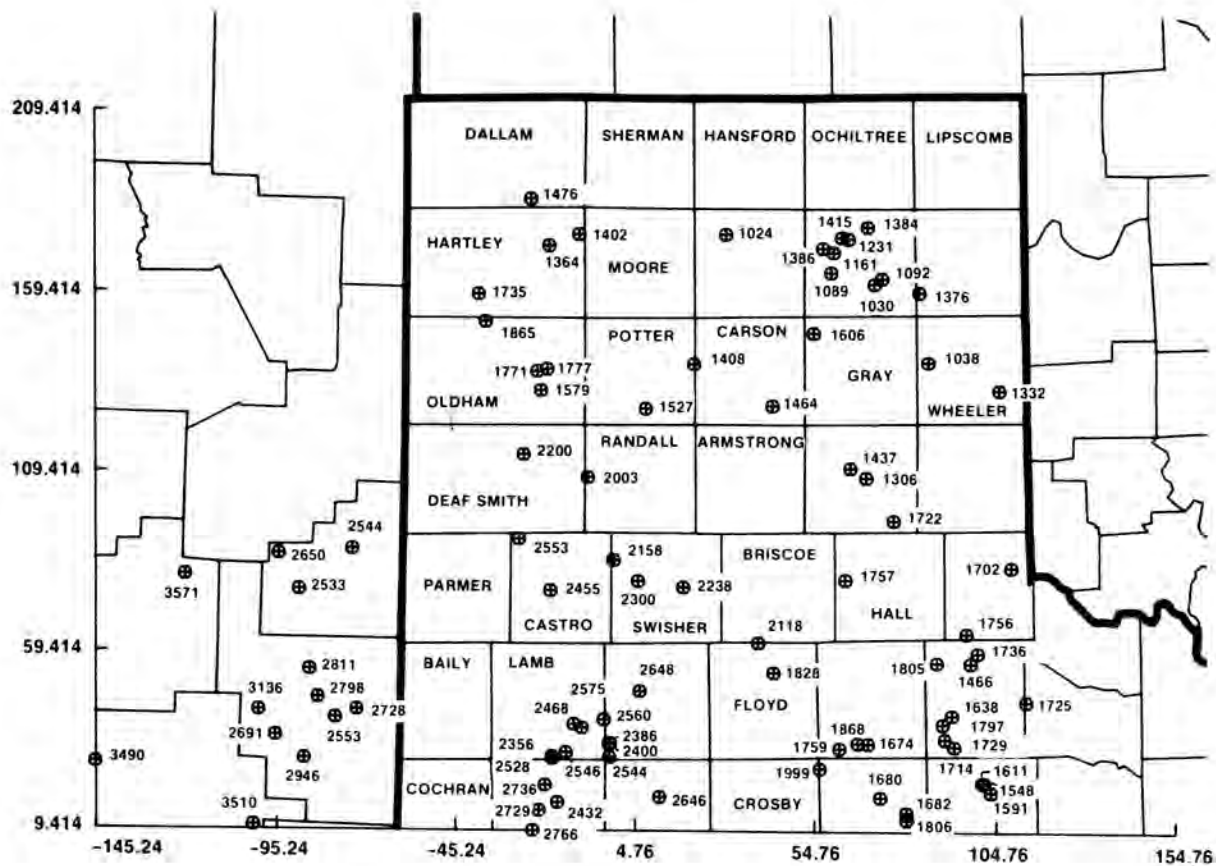 209.414
DALLAM SHERMAN HANSFORD OCHILTREE LIPSCOMB
1476
HARTLEY 1402 1024 1415 1384
1364 MOORE 1386 1231
1161 1092
159.414 1735 1089 1030 1376
1865 POTTER CARSON 1606
1408 1038
1771 1777 GRAY
1579
OLDHAM 1527 1464 WHEELER 1332
RANDALL ARMSTRONG
2200 1437
109.414 2003 1306
DEAF SMITH
1722
2544 2553 2158 BRISCOE
2650
3571 2533 PARMER 2455 2300 2238 1757 1702
CASTRO SWISHER HALL
2118 1756
59.414
2811 BAILY LAMB 2648 1828 1805 1736
1466
3136 2798 2575 FLOYD
2728 2468 2560 1638 1725
2691 2553 2386 1868 1797
2356 2400 1759 1674 1729
3490 2946 2528 2546 2544 1999 1714 1611
COCHRAN 2736 1680 1548
2729 2432 2646 CROSBY 1682 1591
3510 2766 1806
9.414
-145.24 -95.24 -45.24 4.76 54.76 104.76 154.76